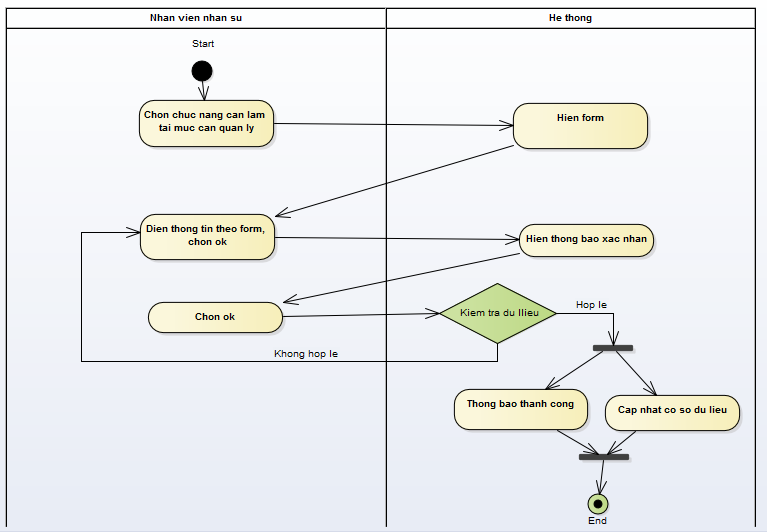 Nhan vien nhan su
He thong
Start
Chon chuc nang can lam
tai muc can quan ly
Hien form
Dien thong tin theo form,
chon ok
Hien thong bao xac nhan
Chon ok
Kiem tra du llieu
Hop le
Khong hop le
Thong bao thanh cong
Cap nhat co so du lieu
End